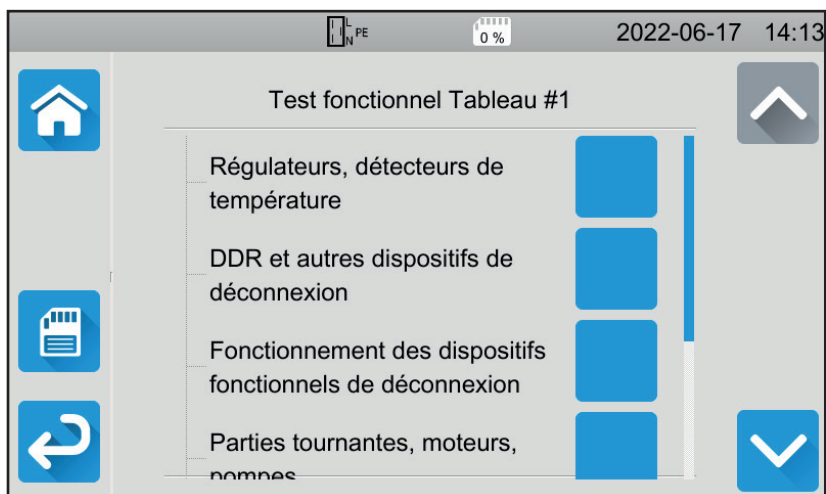 L
N PE
0 %
2022-06-17 14:13
Test fonctionnel Tableau #1
Régulateurs, détecteurs de
température
DDR et autres dispositifs de
déconnexion
Fonctionnement des dispositifs
fonctionnels de déconnexion
Parties tournantes, moteurs,
pompes